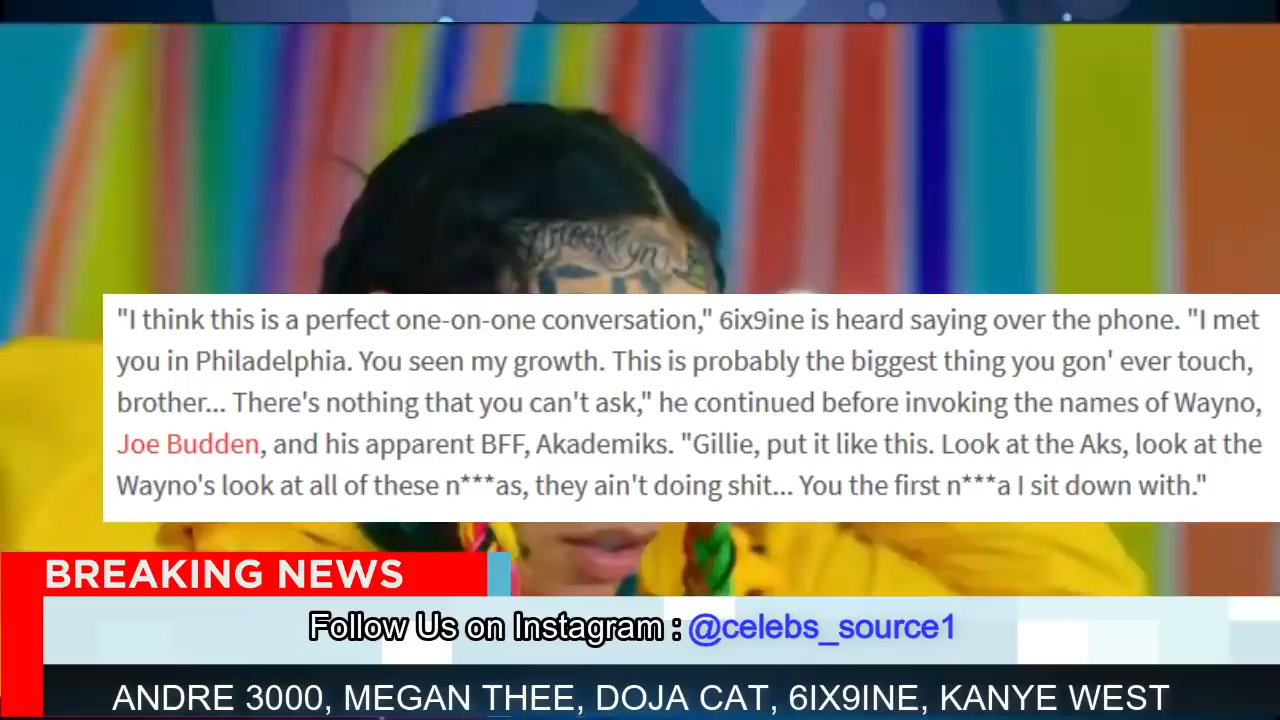 Brooklyn
"I think this is a perfect one-on-one conversation," 6ix9ine is heard saying over the phone. "I met
you in Philadelphia. You seen my growth. This is probably the biggest thing you gon' ever touch,
brother... There's nothing that you can't ask," he continued before invoking the names of Wayno,
Joe Budden, and his apparent BFF, Akademiks. "Gillie, put it like this. Look at the Aks, look at the
Wayno's look at all of these n***as, they ain't doing shit... You the first n***a I sit down with."
BREAKING NEWS
Follow Us on Instagram : @celebs_source1
ANDRE 3000, MEGAN THEE, DOJA CAT, 6IX9INE, KANYE WEST